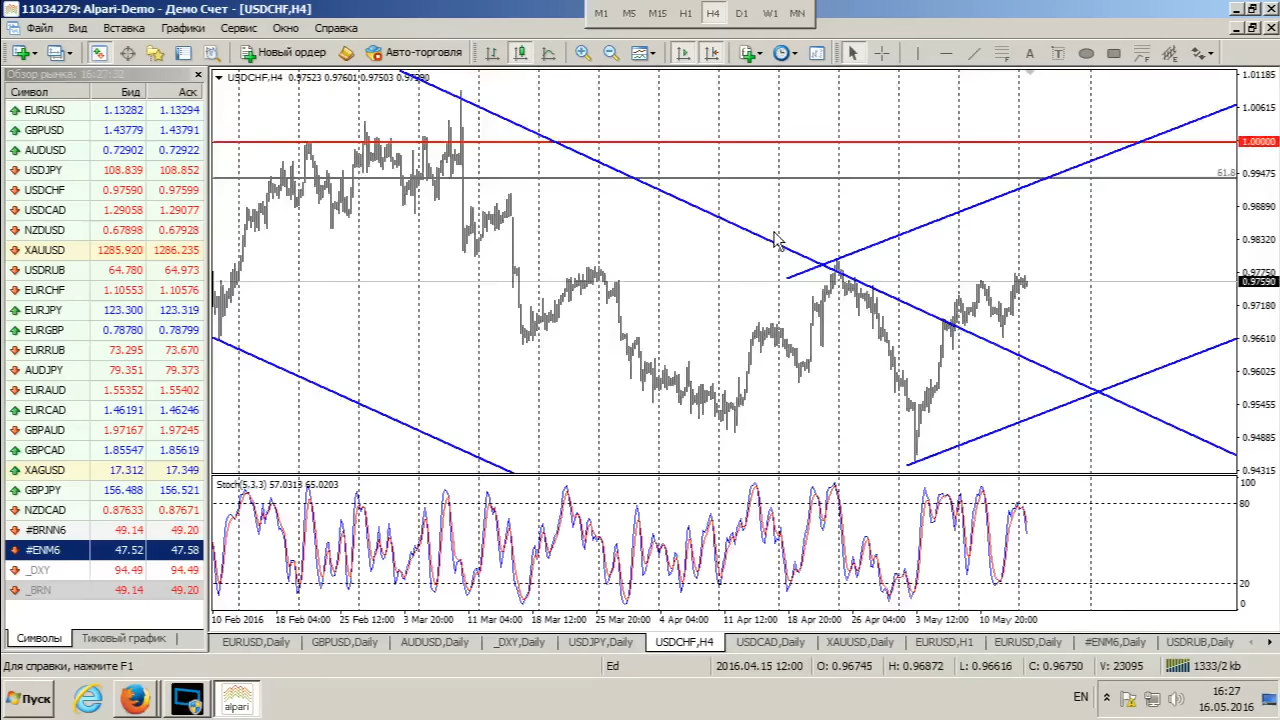 11034279: Alpari-Demo - Демо Счет - [USDCHF,H4]
M1 M5 M15 H1 H4 D1 W1 MN
Файл Вид Вставка Графики Сервис Окно Справка
Новый ордер Авто-торговля
Обзор рынка: 16:27:32
Символ Бид Аск
EURUSD 1.13282 1.13294
GBPUSD 1.43779 1.43791
AUDUSD 0.72902 0.72922
USDJPY 108.839 108.852
USDCHF 0.97590 0.97599
USDCAD 1.29058 1.29077
NZDUSD 0.67898 0.67928
XAUUSD 1285.920 1286.235
USDRUB 64.780 64.973
EURCHF 1.10553 1.10576
EURJPY 123.300 123.319
EURGBP 0.78780 0.78799
EURRUB 73.295 73.670
AUDJPY 79.351 79.373
EURAUD 1.55352 1.55402
EURCAD 1.46191 1.46246
GBPAUD 1.97167 1.97245
GBPCAD 1.85547 1.85619
XAGUSD 17.312 17.349
GBPJPY 156.488 156.521
NZDCAD 0.87633 0.87671
#BRNN6 49.14 49.20
#ENM6 47.52 47.58
_DXY 94.49 94.49
_BRN 49.14 49.20
Символы Тиковый график
USDCHF,H4 0.97523 0.97601 0.97503 0.97590
61.8
1.01185
1.00615
1.00000
0.99475
0.98890
0.98320
0.97750
0.97590
0.97180
0.96610
0.96025
0.95455
0.94885
0.94315
Stoch(5,3,3) 57.0313 65.0203
100
80
20
0
10 Feb 2016 18 Feb 04:00 25 Feb 12:00 3 Mar 20:00 11 Mar 04:00 18 Mar 12:00 25 Mar 20:00 4 Apr 04:00 11 Apr 12:00 18 Apr 20:00 26 Apr 04:00 3 May 12:00 10 May 20:00
EURUSD,Daily GBPUSD,Daily AUDUSD,Daily _DXY,Daily USDJPY,Daily USDCHF,H4 USDCAD,Daily XAUUSD,Daily EURUSD,H1 EURUSD,Daily #ENM6,Daily USDRUB,Daily
Для справки, нажмите F1 Ed 2016.04.15 12:00 O: 0.96745 H: 0.96872 L: 0.96616 C: 0.96750 V: 23095 1333/2 kb
Пуск alpari EN 16:27
16.05.2016